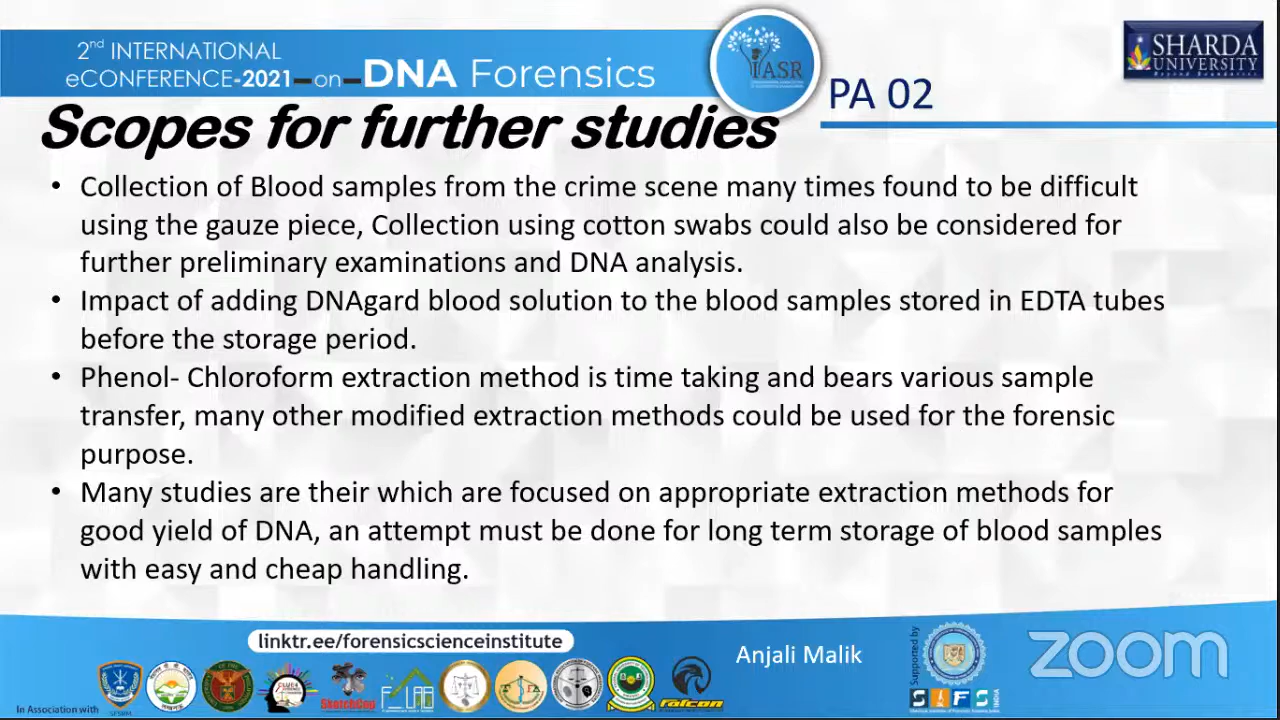 2nd INTERNATIONAL
eCONFERENCE-2021-on-DNA Forensics
IASR
SHARDA
UNIVERSITY
Beyond Boundaries
PA 02
Scopes for further studies
• Collection of Blood samples from the crime scene many times found to be difficult
using the gauze piece, Collection using cotton swabs could also be considered for
further preliminary examinations and DNA analysis.
• Impact of adding DNAgard blood solution to the blood samples stored in EDTA tubes
before the storage period.
• Phenol- Chloroform extraction method is time taking and bears various sample
transfer, many other modified extraction methods could be used for the forensic
purpose.
• Many studies are their which are focused on appropriate extraction methods for
good yield of DNA, an attempt must be done for long term storage of blood samples
with easy and cheap handling.
linktr.ee/forensicscienceinstitute
Anjali Malik
Supported by
SIFS
INDIA
zoom
In Association with
SketchCop
falcon